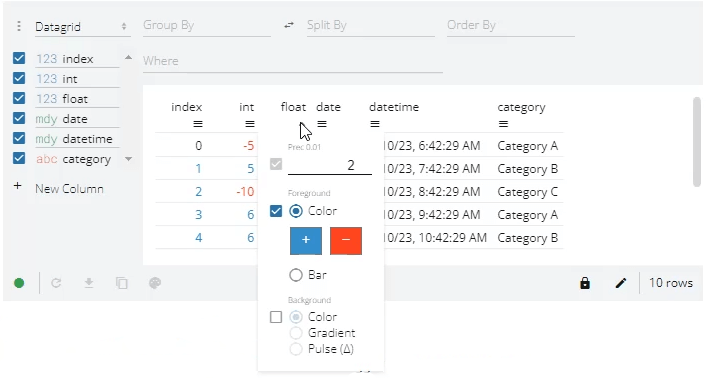 Datagrid
Group By
Split By
Order By
123 index
123 int
123 float
mdy date
mdy datetime
abc category
+ New Column
Where
index int float date datetime category
0 -5 10/23, 6:42:29 AM Category A
1 5 10/23, 7:42:29 AM Category B
2 -10 10/23, 8:42:29 AM Category C
3 6 10/23, 9:42:29 AM Category A
4 6 10/23, 10:42:29 AM Category B
Prec 0.01
2
Foreground
Color
+ −
Bar
Background
Color
Gradient
Pulse (Δ)
10 rows